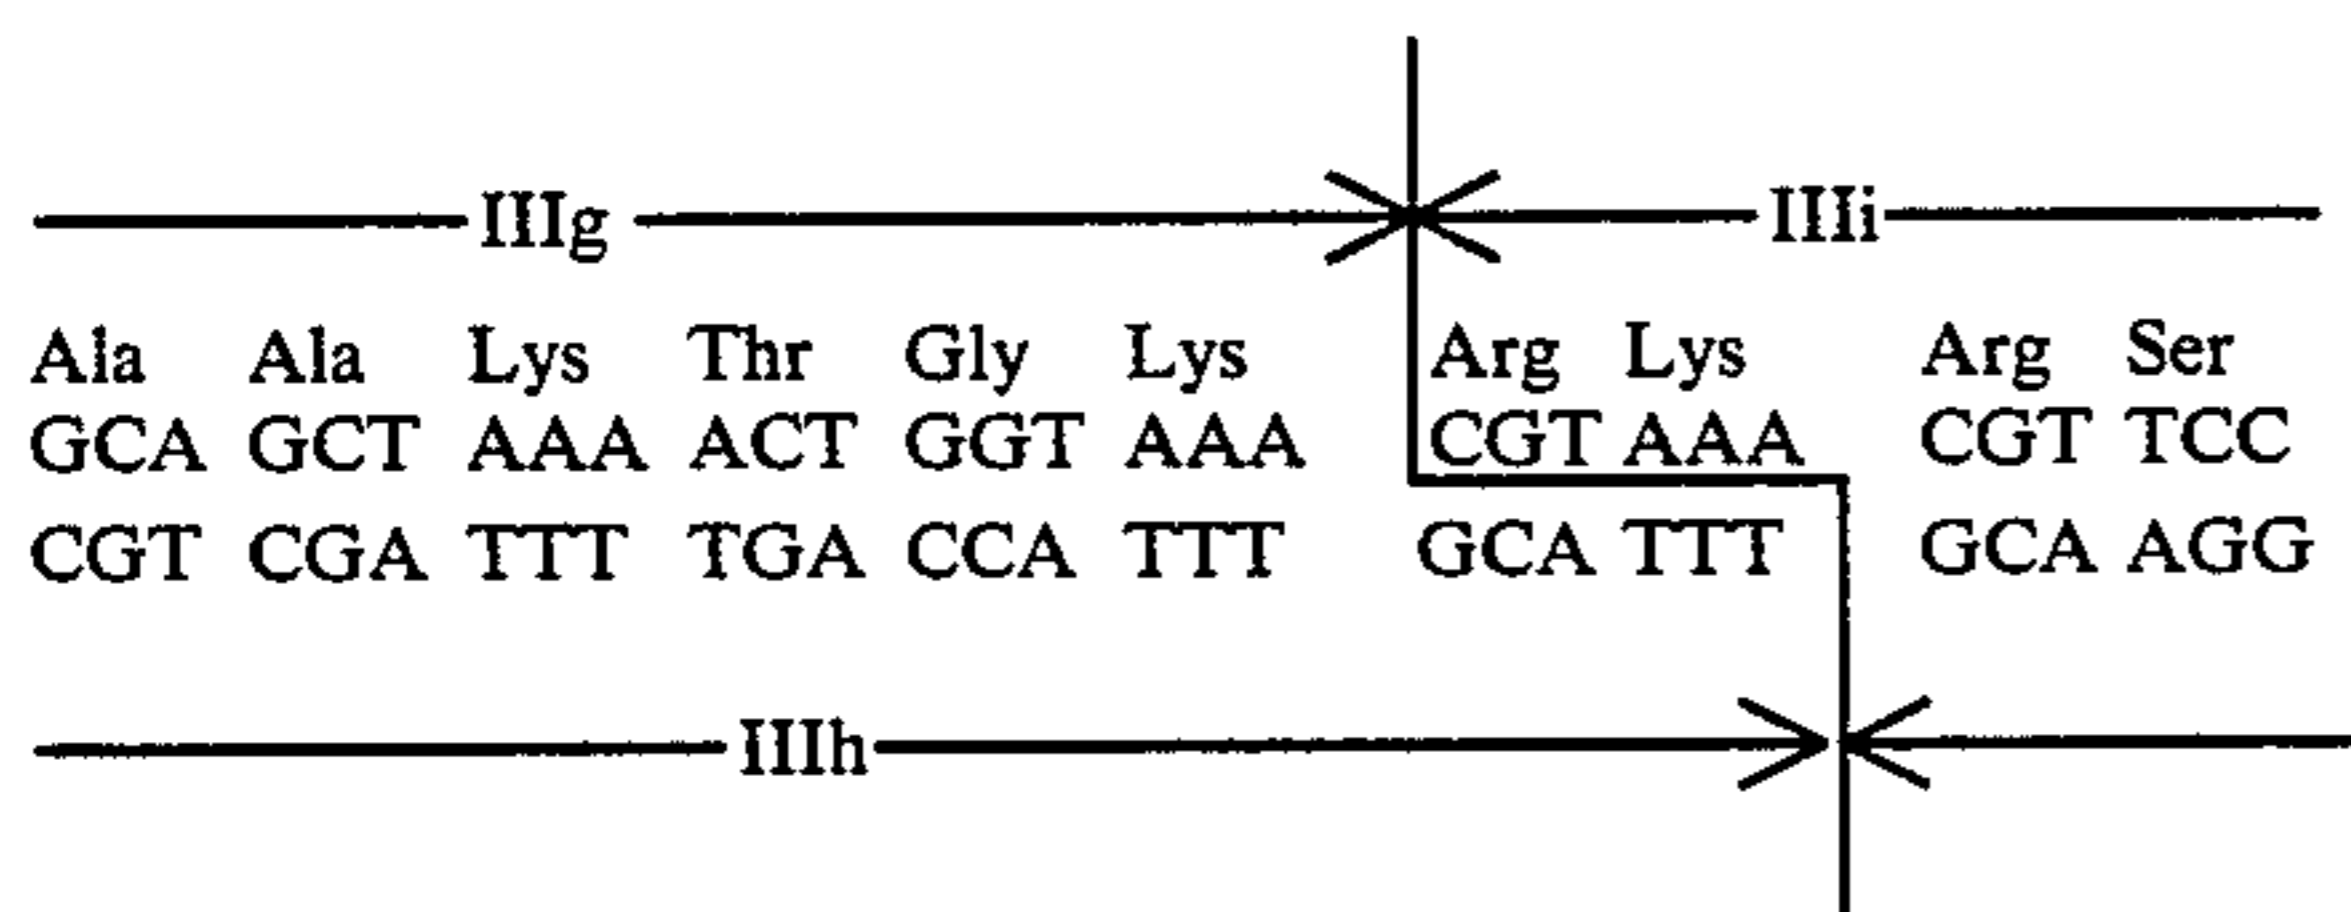 IIIg IIIi
Ala Ala Lys Thr Gly Lys Arg Lys Arg Ser
GCA GCT AAA ACT GGT AAA CGT AAA CGT TCC
CGT CGA TTT TGA CCA TTT GCA TTT GCA AGG
IIIh